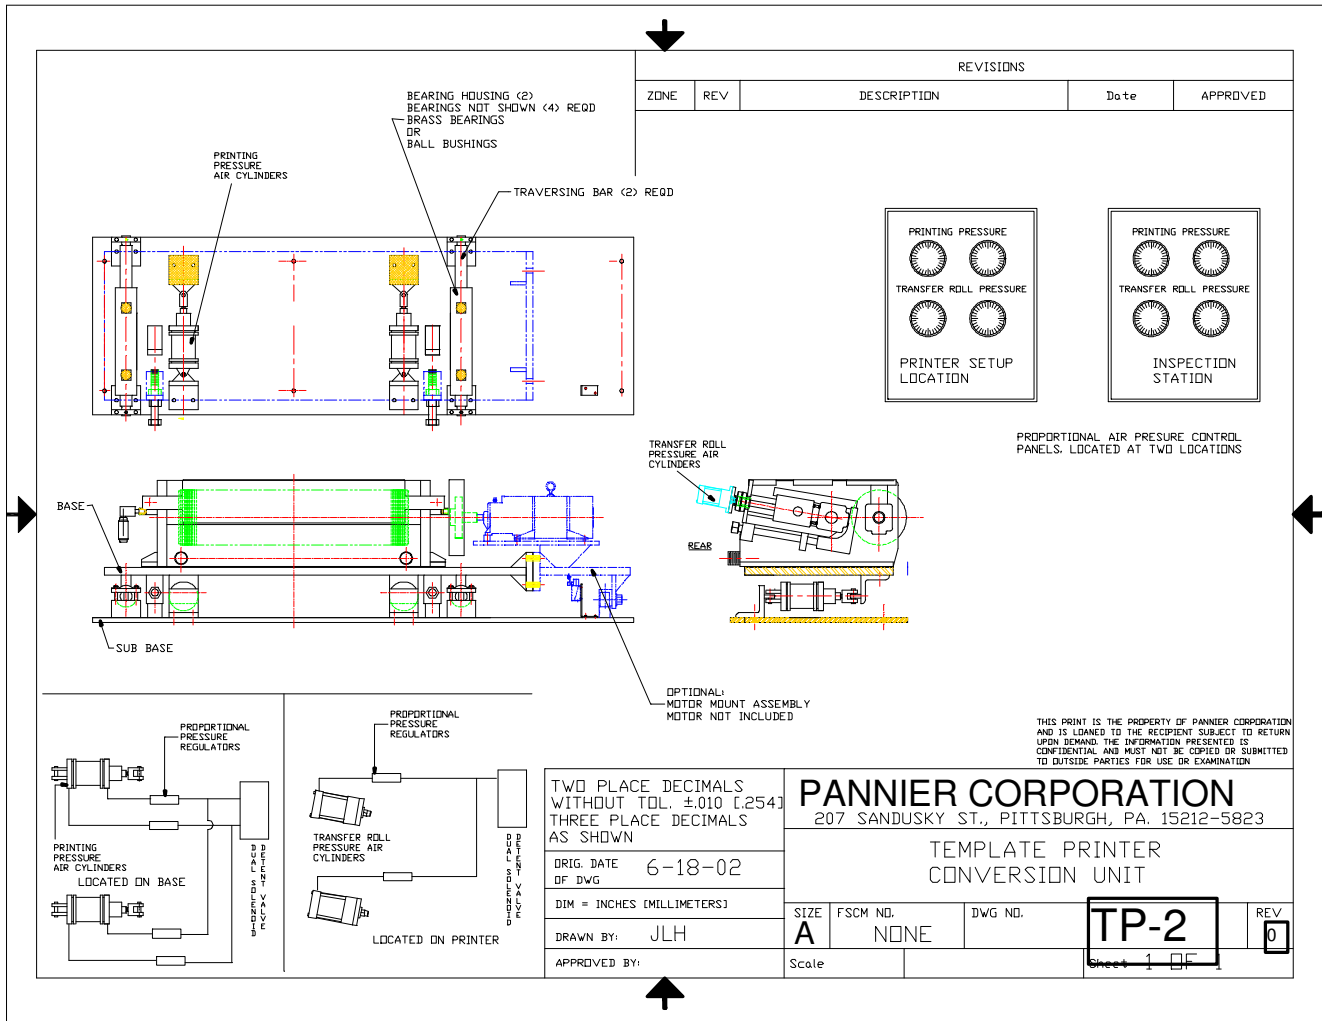 REVISIONS
ZONE REV DESCRIPTION Date APPROVED
BEARING HOUSING (2)
BEARINGS NOT SHOWN (4) REQD
BRASS BEARINGS
OR
BALL BUSHINGS
PRINTING
PRESSURE
AIR CYLINDERS
TRAVERSING BAR (2) REQD
PRINTING PRESSURE
TRANSFER ROLL PRESSURE
PRINTER SETUP
LOCATION
PRINTING PRESSURE
TRANSFER ROLL PRESSURE
INSPECTION
STATION
PROPORTIONAL AIR PRESURE CONTROL
PANELS, LOCATED AT TWO LOCATIONS
TRANSFER ROLL
PRESSURE AIR
CYLINDERS
BASE
REAR
SUB BASE
OPTIONAL:
MOTOR MOUNT ASSEMBLY
MOTOR NOT INCLUDED
PROPORTIONAL
PRESSURE
REGULATORS
PRINTING
PRESSURE
AIR CYLINDERS
LOCATED ON BASE
DUAL SOLENOID
DETENT VALVE
PROPORTIONAL
PRESSURE
REGULATORS
TRANSFER ROLL
PRESSURE AIR
CYLINDERS
LOCATED ON PRINTER
DUAL SOLENOID
DETENT VALVE
THIS PRINT IS THE PROPERTY OF PANNIER CORPORATION
AND IS LOANED TO THE RECIPIENT SUBJECT TO RETURN
UPON DEMAND. THE INFORMATION PRESENTED IS
CONFIDENTIAL AND MUST NOT BE COPIED OR SUBMITTED
TO OUTSIDE PARTIES FOR USE OR EXAMINATION
TWO PLACE DECIMALS
WITHOUT TOL. ±.010 [.254]
THREE PLACE DECIMALS
AS SHOWN
ORIG. DATE
OF DWG 6-18-02
DIM = INCHES [MILLIMETERS]
DRAWN BY: JLH
APPROVED BY:
PANNIER CORPORATION
207 SANDUSKY ST., PITTSBURGH, PA. 15212-5823
TEMPLATE PRINTER
CONVERSION UNIT
SIZE A
FSCM NO. NONE
DWG NO. TP-2
REV 0
Scale
Sheet 1 OF 1